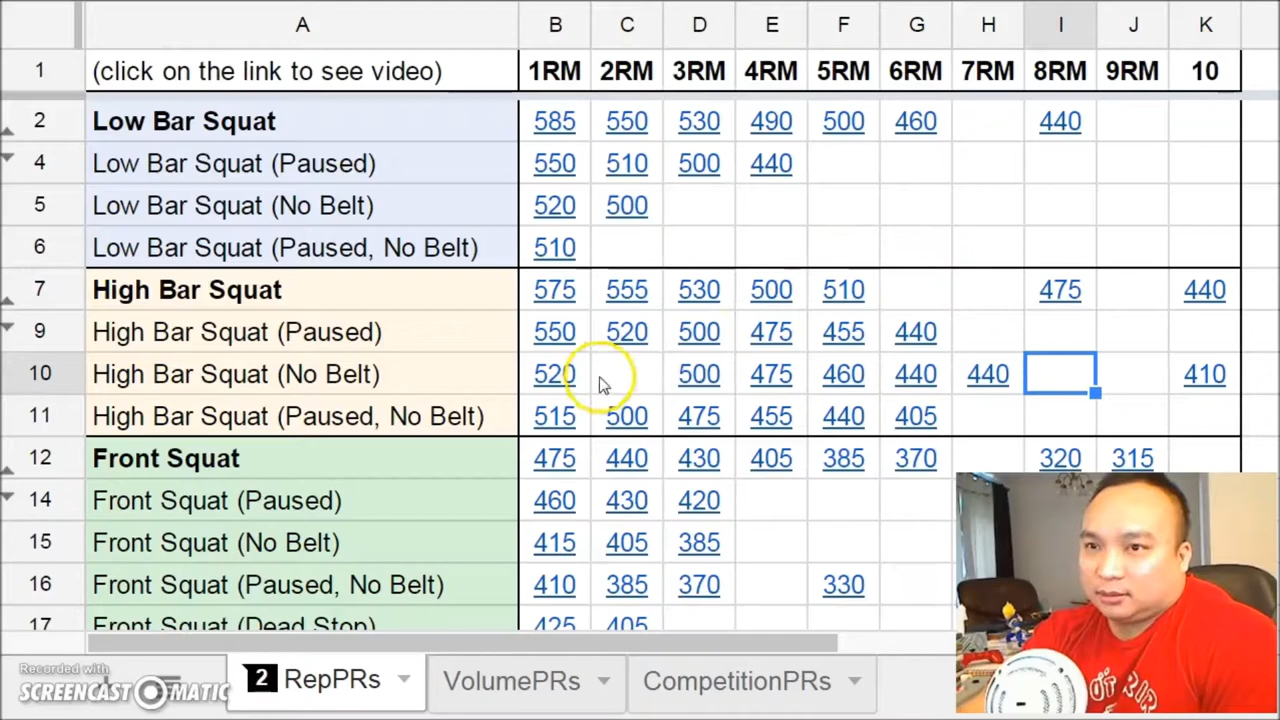 A B C D E F G H I J K
1 (click on the link to see video) 1RM 2RM 3RM 4RM 5RM 6RM 7RM 8RM 9RM 10
2 Low Bar Squat 585 550 530 490 500 460 440
4 Low Bar Squat (Paused) 550 510 500 440
5 Low Bar Squat (No Belt) 520 500
6 Low Bar Squat (Paused, No Belt) 510
7 High Bar Squat 575 555 530 500 510 475 440
9 High Bar Squat (Paused) 550 520 500 475 455 440
10 High Bar Squat (No Belt) 520 500 475 460 440 440 410
11 High Bar Squat (Paused, No Belt) 515 500 475 455 440 405
12 Front Squat 475 440 430 405 385 370 320 315
14 Front Squat (Paused) 460 430 420
15 Front Squat (No Belt) 415 405 385
16 Front Squat (Paused, No Belt) 410 385 370 330
17 Front Squat (Dead Stop) 425 405
Recorded with
SCREENCAST MATIC
2 RepPRs VolumePRs CompetitionPRs